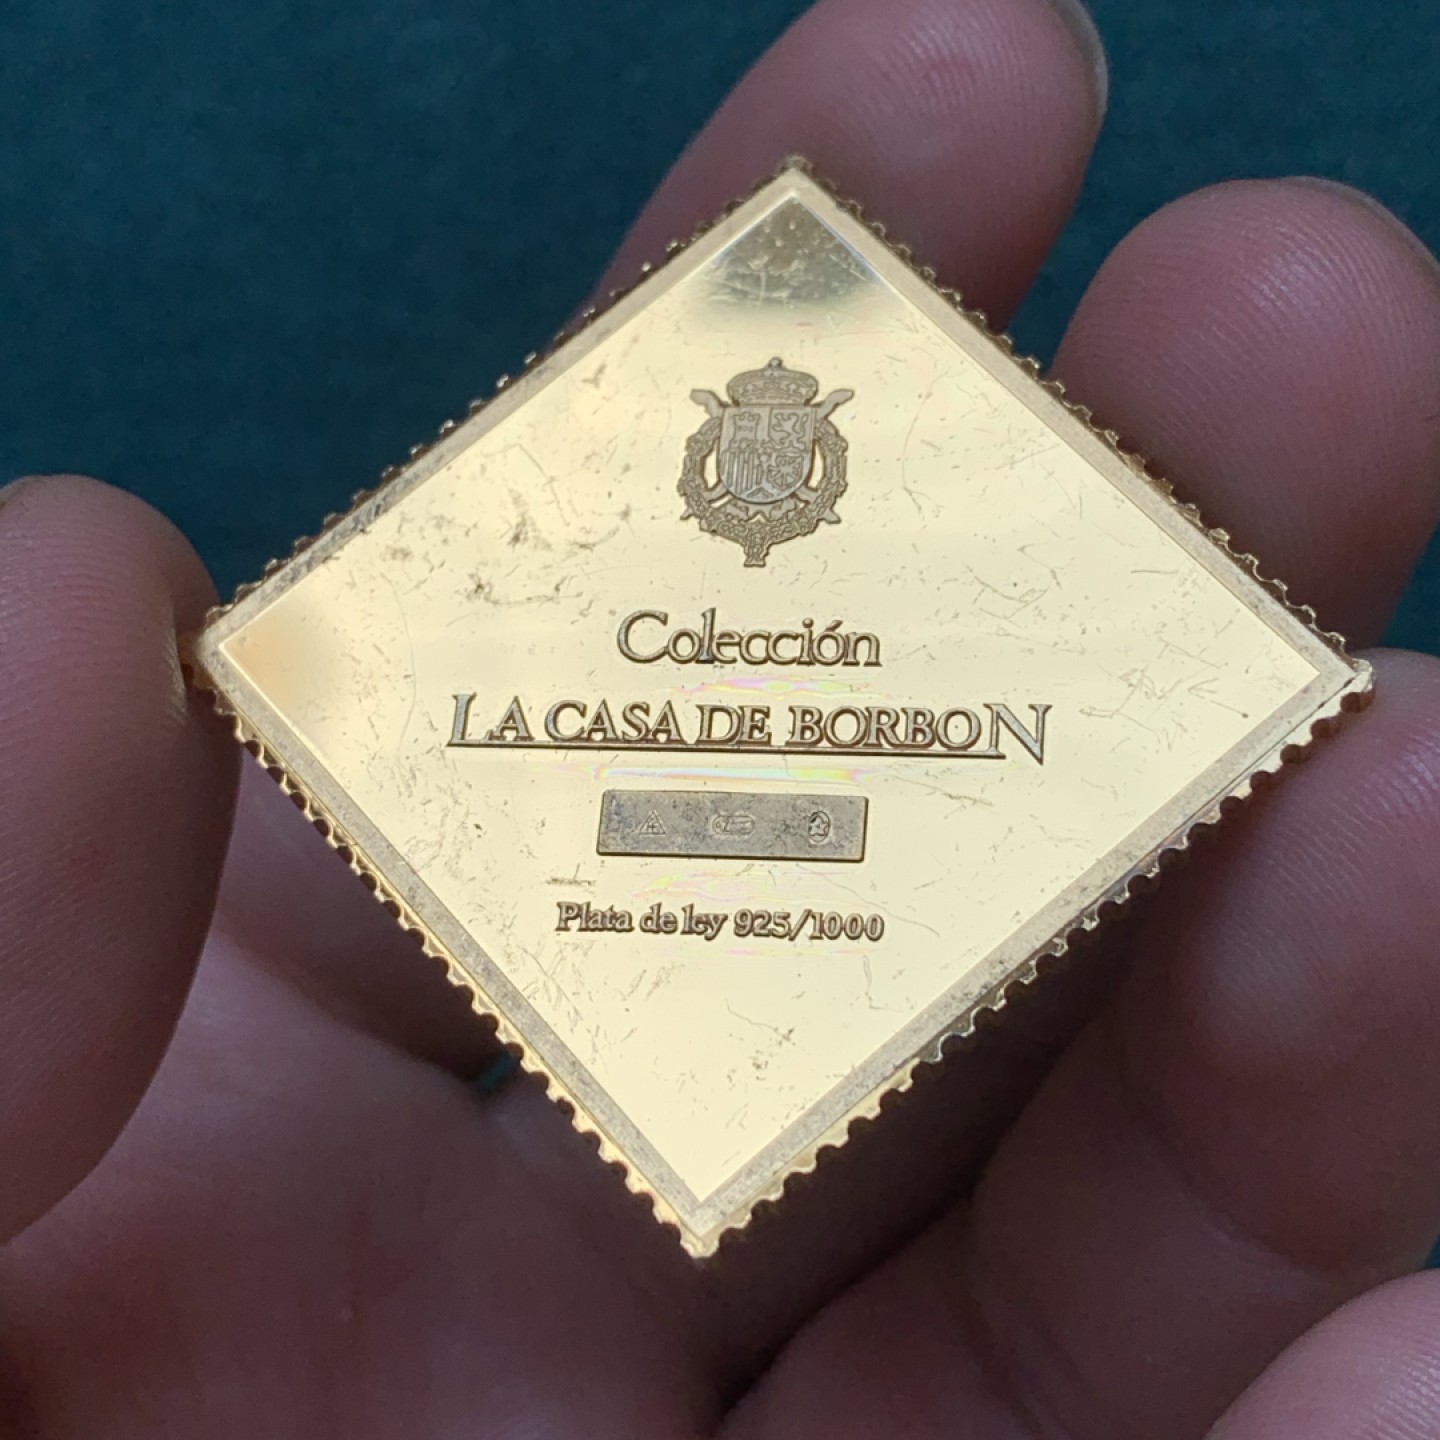 Colección
LA CASA DE BORBON
Plata de ley 925/1000